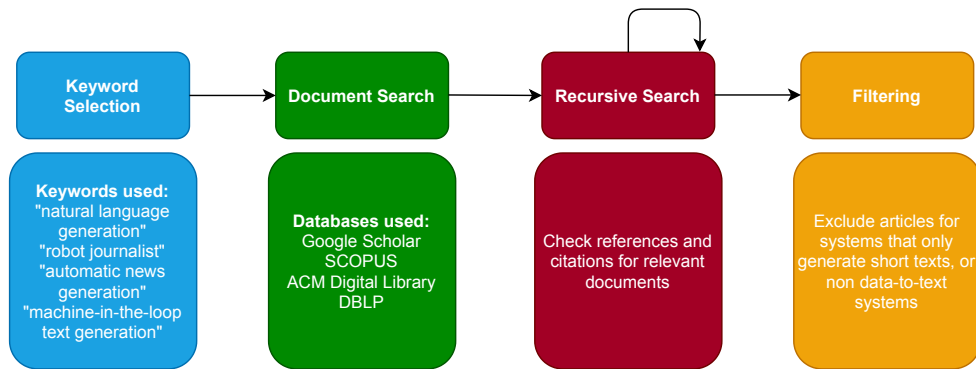 Keyword
Selection
Document Search
Recursive Search
Filtering
Keywords used:
"natural language
generation"
"robot journalist"
"automatic news
generation"
"machine-in-the-loop
text generation"
Databases used:
Google Scholar
SCOPUS
ACM Digital Library
DBLP
Check references and
citations for relevant
documents
Exclude articles for
systems that only
generate short texts, or
non data-to-text
systems